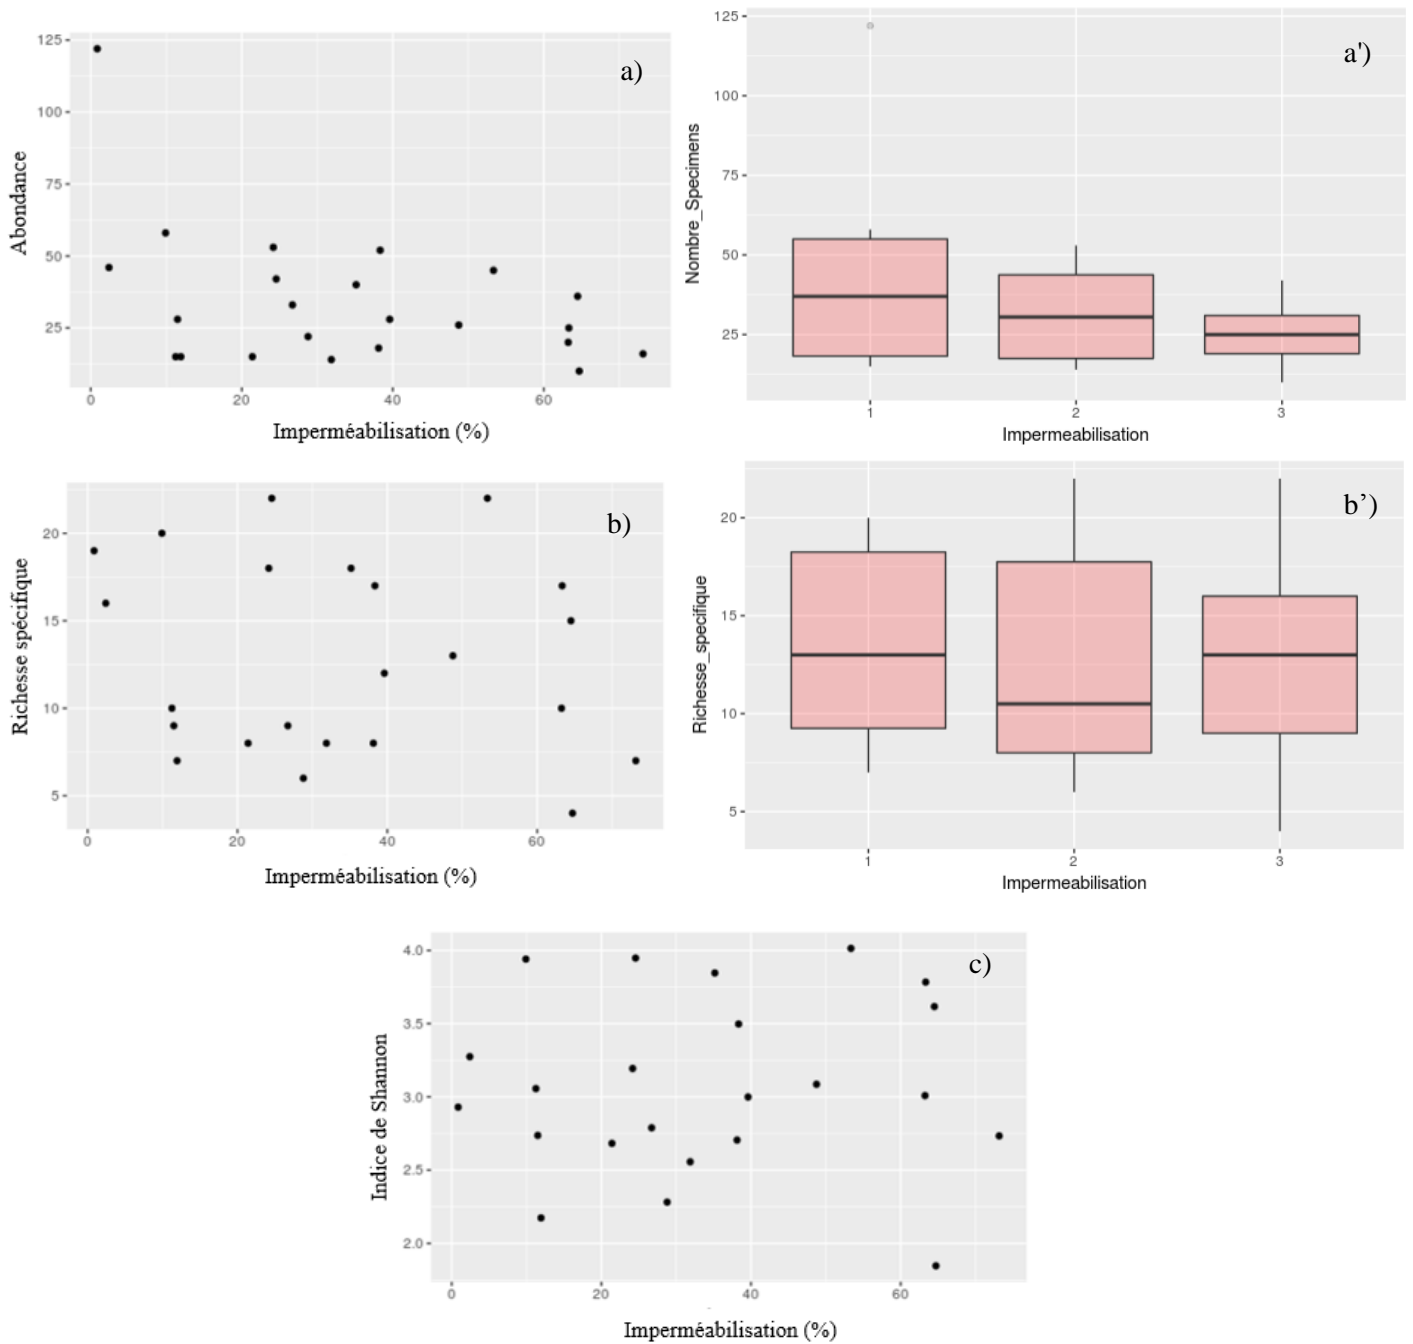 a)
125
100
75
50
25
Abondance
0 20 40 60
Imperméabilisation (%)
a')
125
100
75
50
25
Nombre_Specimens
1 2 3
Impermeabilisation
b)
20
15
10
5
Richesse spécifique
0 20 40 60
Imperméabilisation (%)
b’)
20
15
10
5
Richesse_specifique
1 2 3
Impermeabilisation
c)
4.0
3.5
3.0
2.5
2.0
Indice de Shannon
0 20 40 60
Imperméabilisation (%)